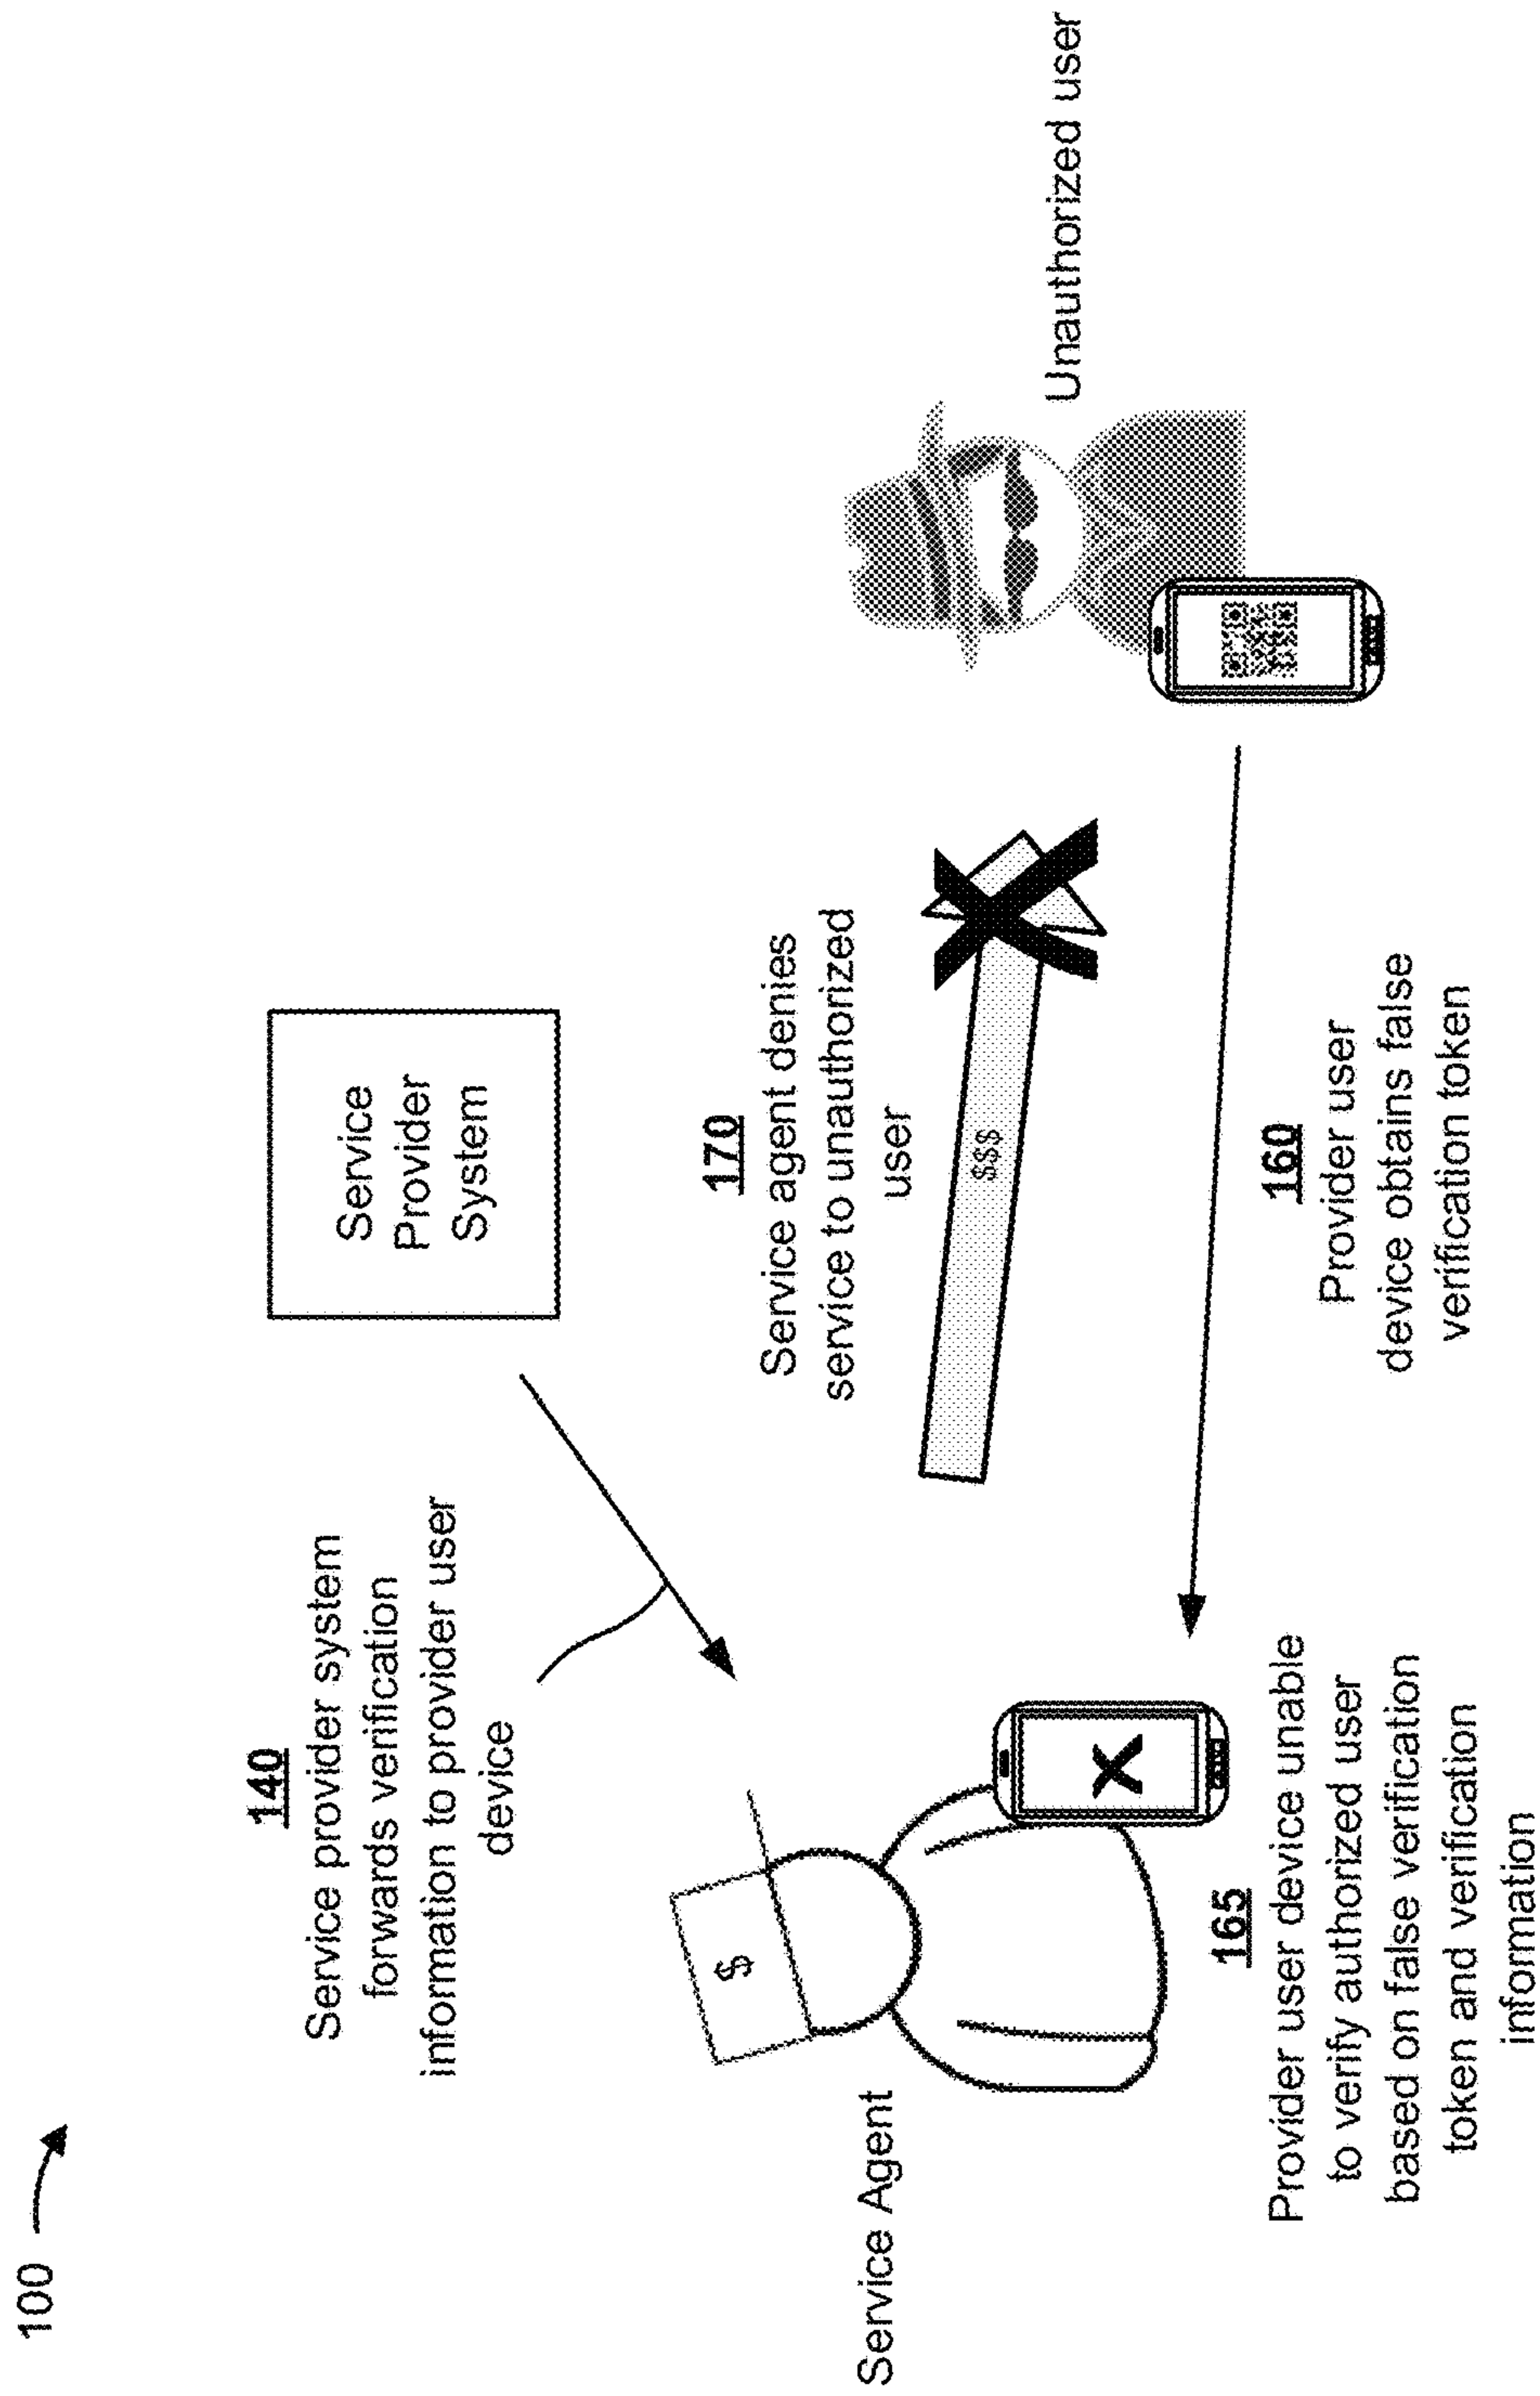 100
140
Service provider system
forwards verification
information to provider user
device
Service
Provider
System
$
Service Agent
170
Service agent denies
service to unauthorized
user
$$$
Unauthorized user
165
Provider user device unable
to verify authorized user
based on false verification
token and verification
information
160
Provider user
device obtains false
verification token